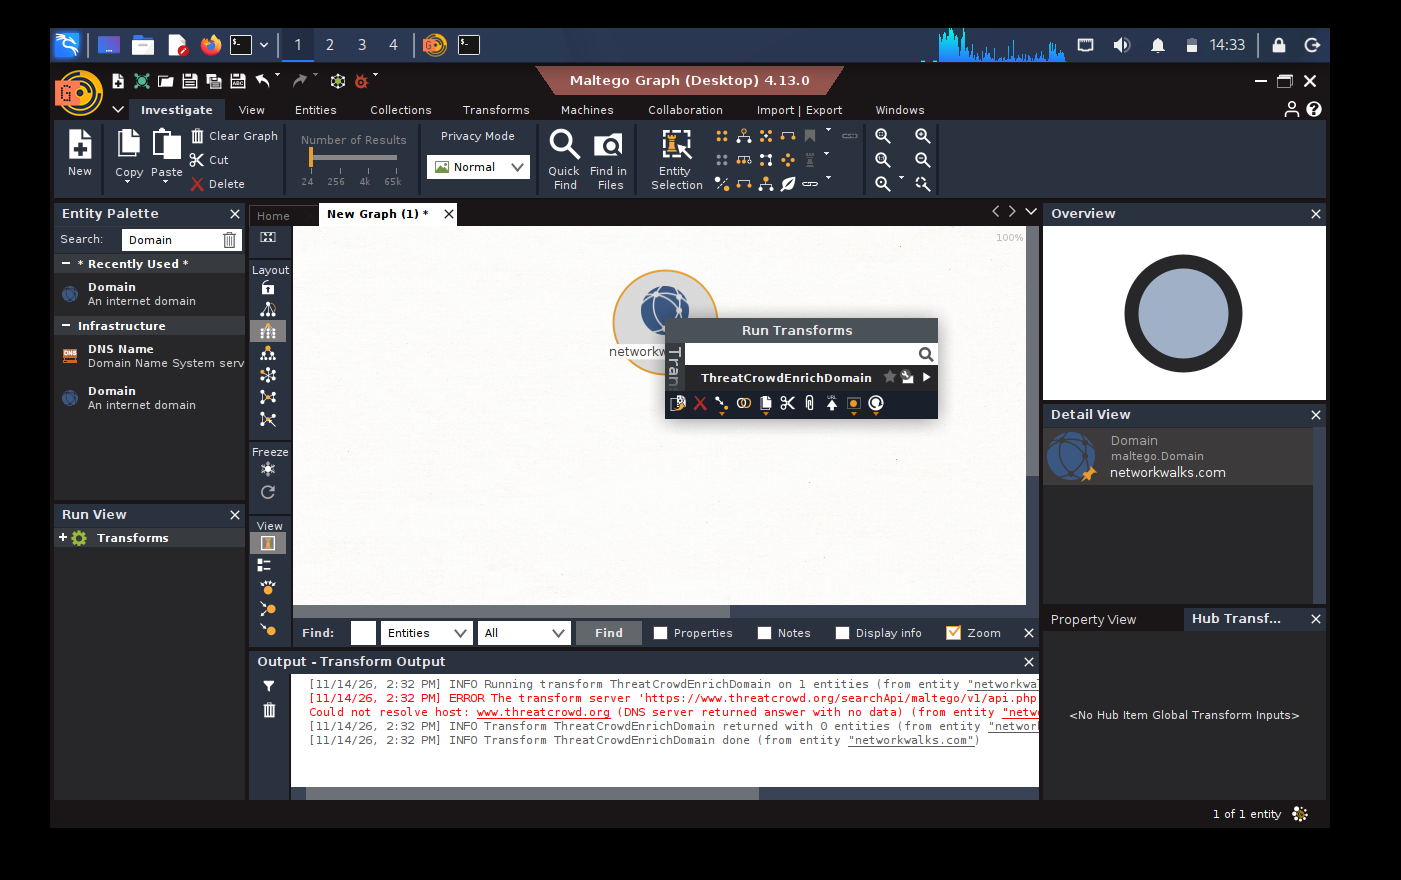 1 2 3 4
14:33
Maltego Graph (Desktop) 4.13.0
Investigate View Entities Collections Transforms Machines Collaboration Import | Export Windows
New
Copy
Paste
Clear Graph
Cut
Delete
Number of Results
24 256 4k 65k
Privacy Mode
Normal
Quick
Find
Find in
Files
Entity
Selection
Entity Palette
Search: Domain
* Recently Used *
Domain
An internet domain
Infrastructure
DNS
DNS Name
Domain Name System serv
Domain
An internet domain
Run View
Transforms
Home
New Graph (1) *
Layout
Freeze
View
100%
networkw
Run Transforms
Tran
ThreatCrowdEnrichDomain
URL
Find: Entities All Find Properties Notes Display info Zoom
Output - Transform Output
[11/14/26, 2:32 PM] INFO Running transform ThreatCrowdEnrichDomain on 1 entities (from entity "networkwal
[11/14/26, 2:32 PM] ERROR The transform server 'https://www.threatcrowd.org/searchApi/maltego/v1/api.php
Could not resolve host: www.threatcrowd.org (DNS server returned answer with no data) (from entity "netwo
[11/14/26, 2:32 PM] INFO Transform ThreatCrowdEnrichDomain returned with 0 entities (from entity "network
[11/14/26, 2:32 PM] INFO Transform ThreatCrowdEnrichDomain done (from entity "networkwalks.com")
Overview
Detail View
Domain
maltego.Domain
networkwalks.com
Property View
Hub Transf...
<No Hub Item Global Transform Inputs>
1 of 1 entity